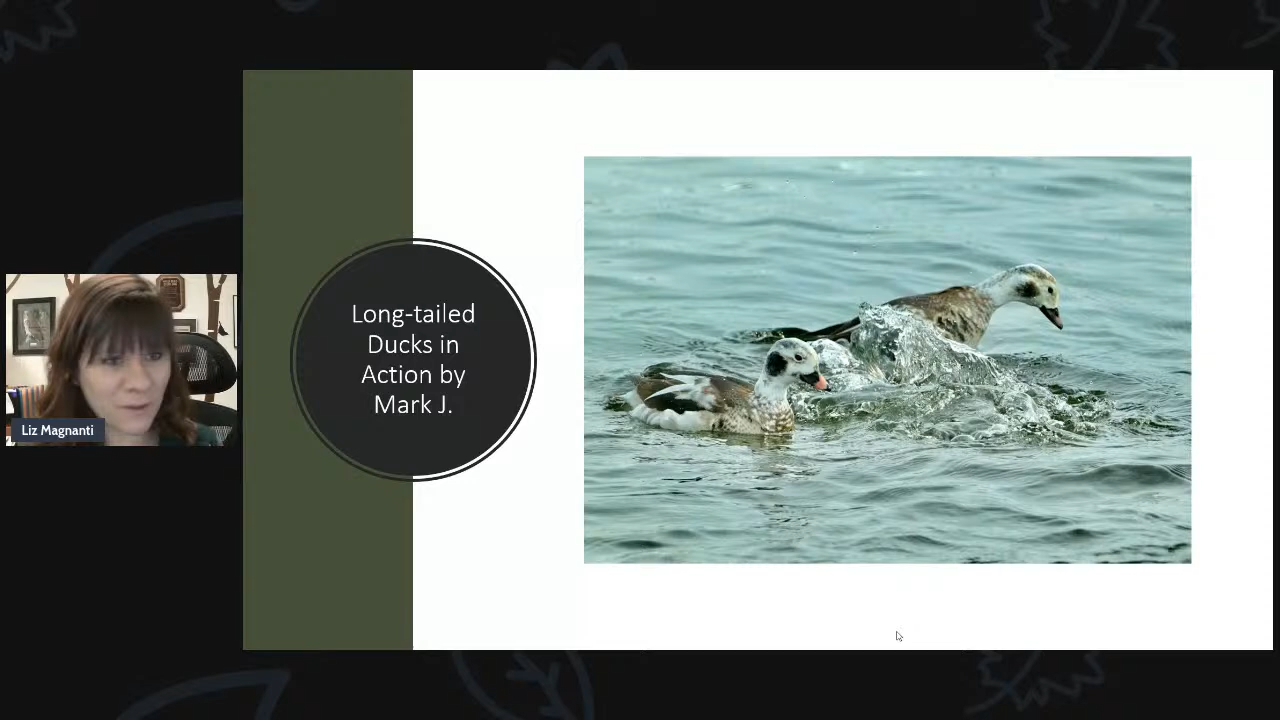 Long-tailed
Ducks in
Action by
Mark J.
Liz Magnanti